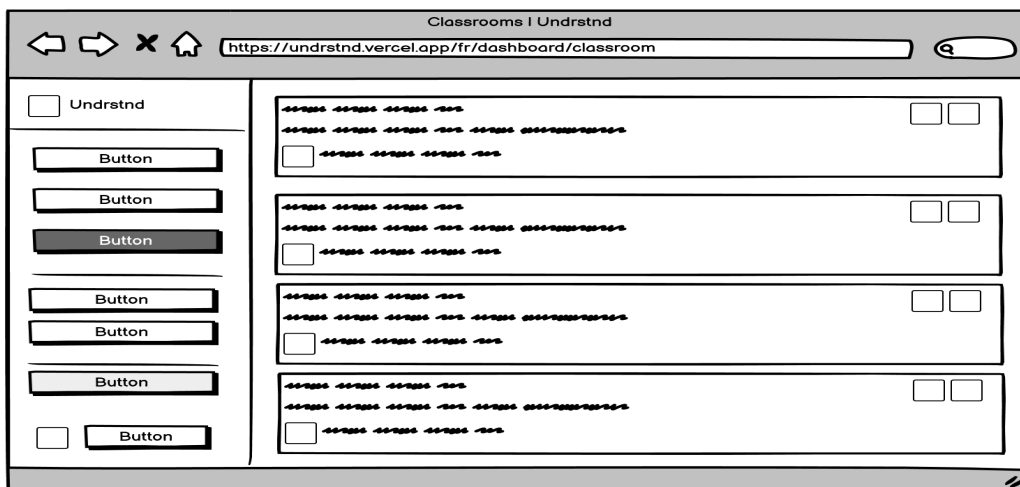 Classrooms | Undrstnd
https://undrstnd.vercel.app/fr/dashboard/classroom
Undrstnd
Button
Button
Button
Button
Button
Button
Button